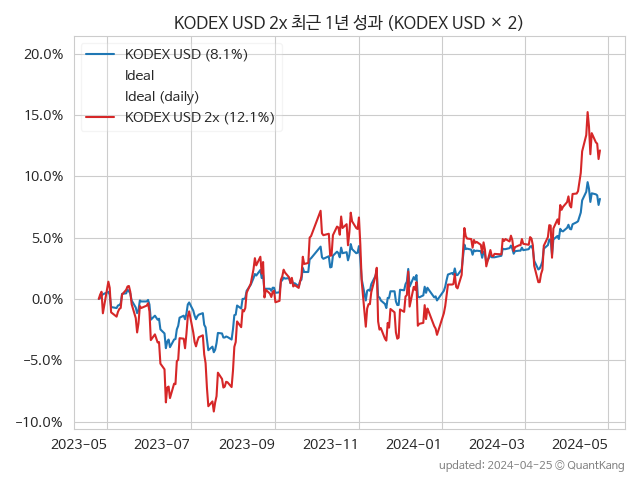 KODEX USD 2x 최근 1년 성과 (KODEX USD × 2)
20.0%
15.0%
10.0%
5.0%
0.0%
−5.0%
−10.0%
KODEX USD (8.1%)
Ideal
Ideal (daily)
KODEX USD 2x (12.1%)
2023-05 2023-07 2023-09 2023-11 2024-01 2024-03 2024-05
updated: 2024-04-25 © QuantKang